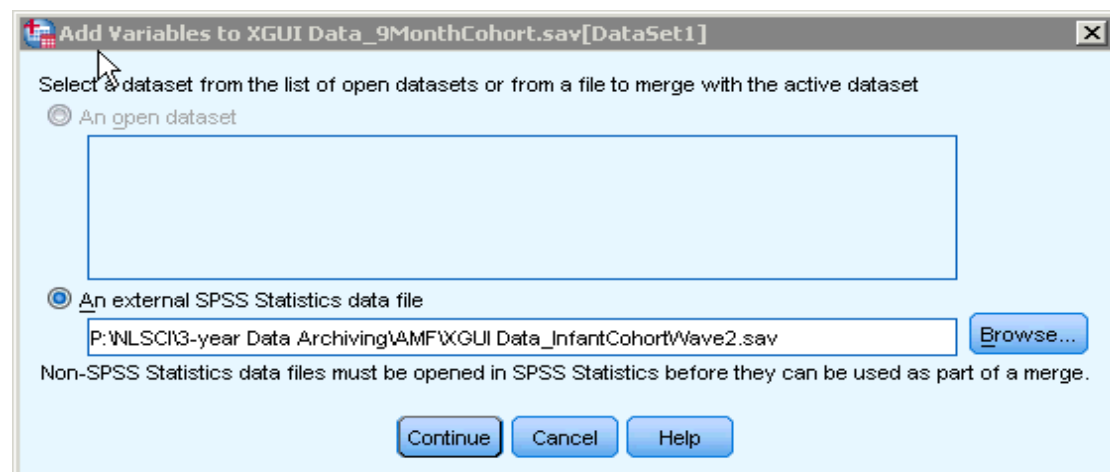 Add Variables to XGUI Data_9MonthCohort.sav[DataSet1]
Select a dataset from the list of open datasets or from a file to merge with the active dataset
An open dataset
An external SPSS Statistics data file
P:\NLSCI\3-year Data Archiving\AMF\XGUI Data_InfantCohortWave2.sav
Browse...
Non-SPSS Statistics data files must be opened in SPSS Statistics before they can be used as part of a merge.
Continue
Cancel
Help